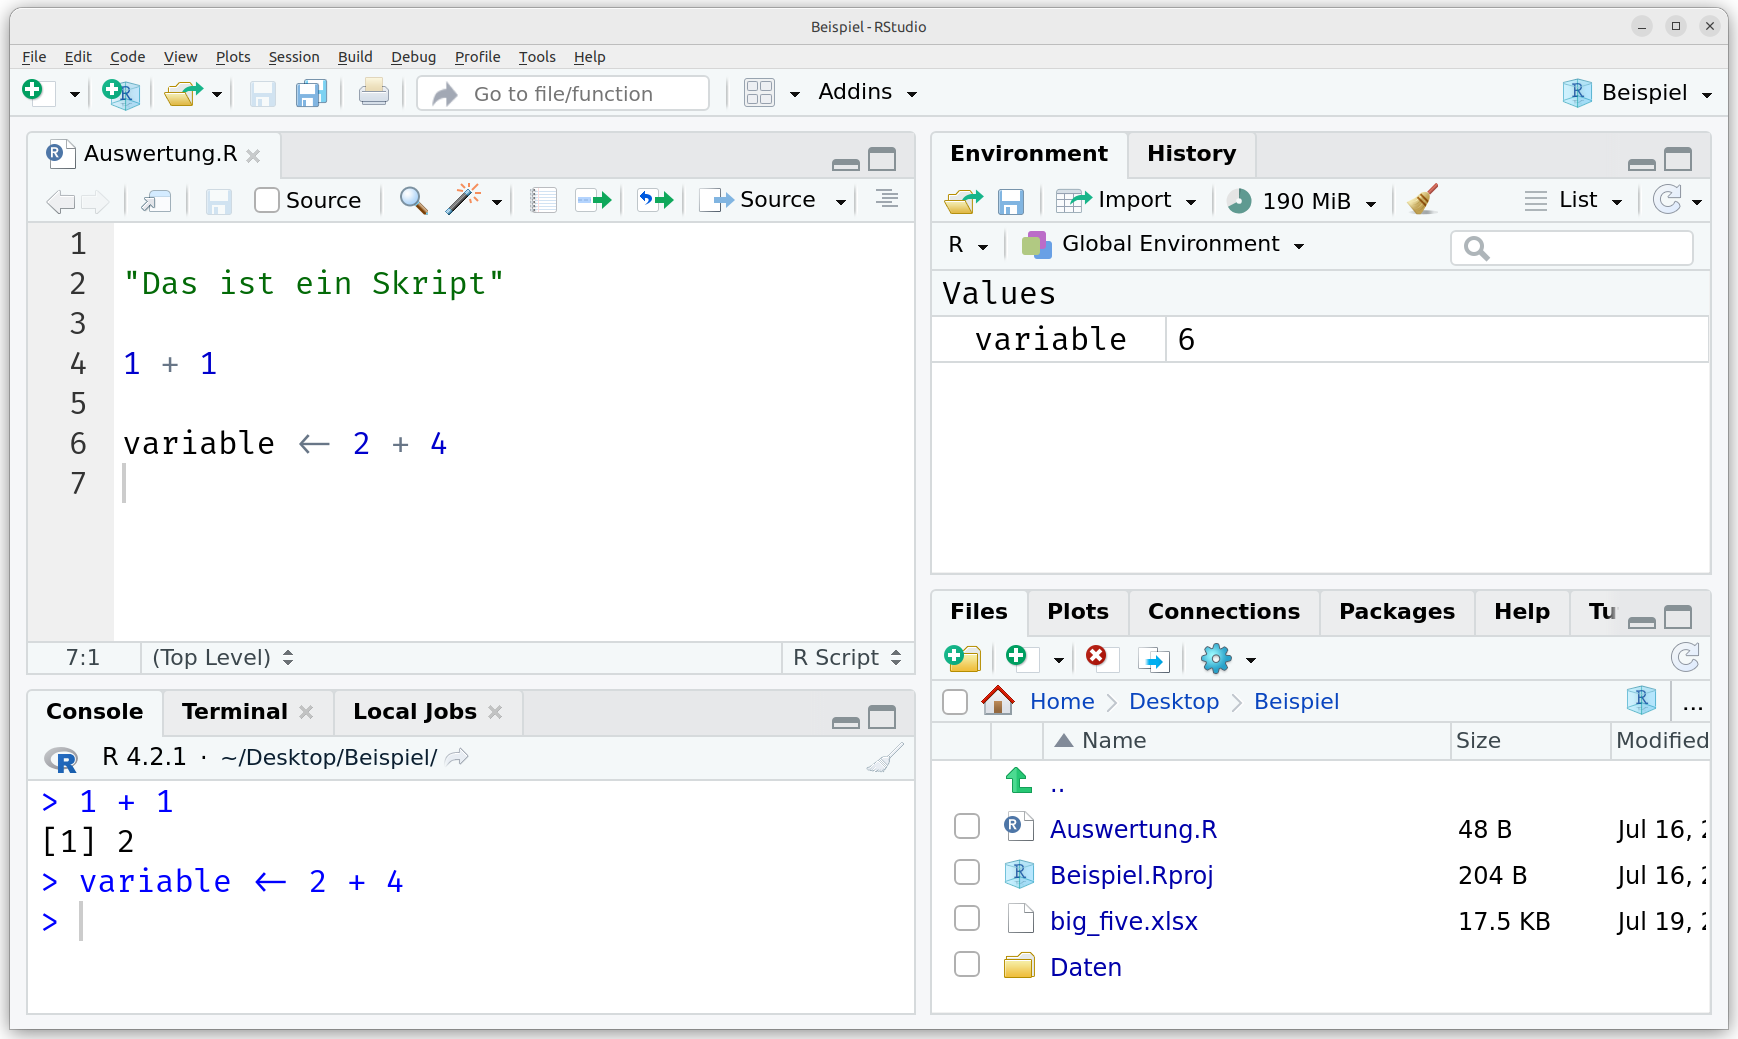 Beispiel - RStudio
File Edit Code View Plots Session Build Debug Profile Tools Help
Go to file/function Addins Beispiel
Auswertung.R
Source Source
1
2 "Das ist ein Skript"
3
4 1 + 1
5
6 variable <- 2 + 4
7
7:1 (Top Level) R Script
Console Terminal Local Jobs
R 4.2.1 · ~/Desktop/Beispiel/
> 1 + 1
[1] 2
> variable <- 2 + 4
>
Environment History
Import 190 MiB List
R Global Environment
Values
variable 6
Files Plots Connections Packages Help Tu
Home Desktop Beispiel ...
Name Size Modified
..
Auswertung.R 48 B Jul 16,
Beispiel.Rproj 204 B Jul 16,
big_five.xlsx 17.5 KB Jul 19,
Daten